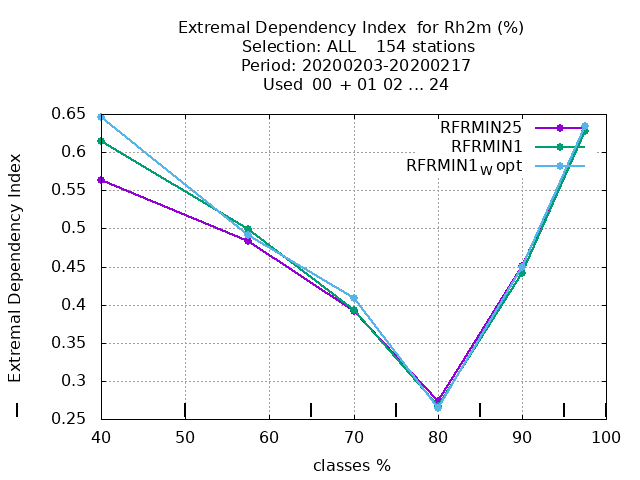 Extremal Dependency Index for Rh2m (%)
Selection: ALL 154 stations
Period: 20200203-20200217
Used 00 + 01 02 ... 24
0.65
0.6
0.55
0.5
0.45
0.4
0.35
0.3
0.25
Extremal Dependency Index
RFRMIN25
RFRMIN1
RFRMIN1w opt
40 50 60 70 80 90 100
classes %